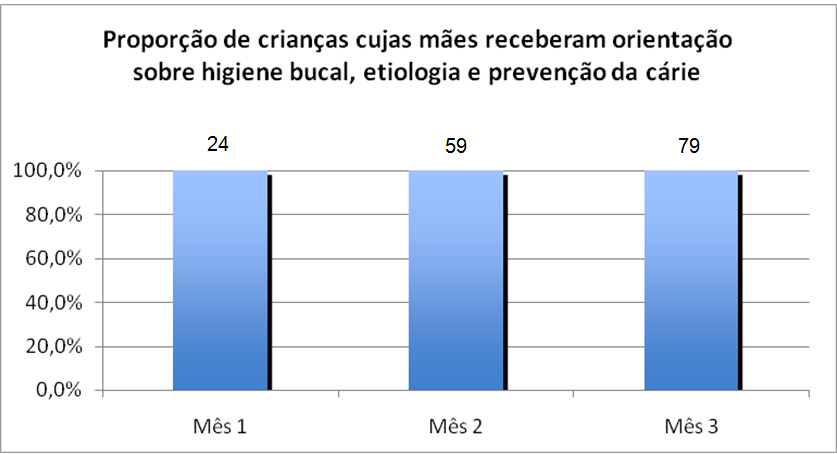 Proporção de crianças cujas mães receberam orientação
sobre higiene bucal, etiologia e prevenção da cárie
24 59 79
100,0%
80,0%
60,0%
40,0%
20,0%
0,0%
Mês 1 Mês 2 Mês 3